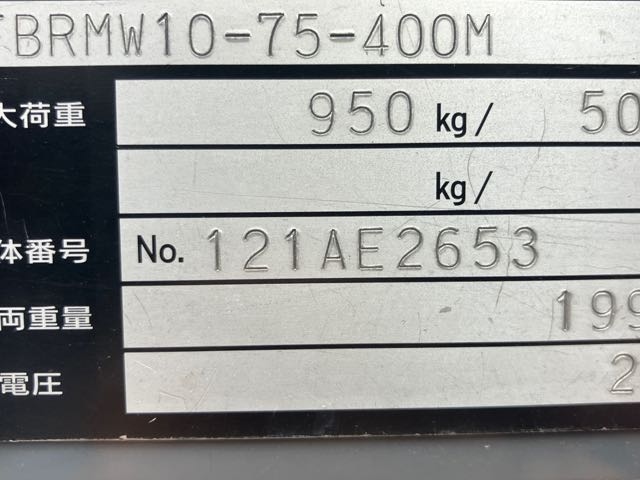 FBRMW10-75-400M
大荷重 950 kg/ 50
kg/
体番号 No. 121AE2653
両重量 199
電圧 2